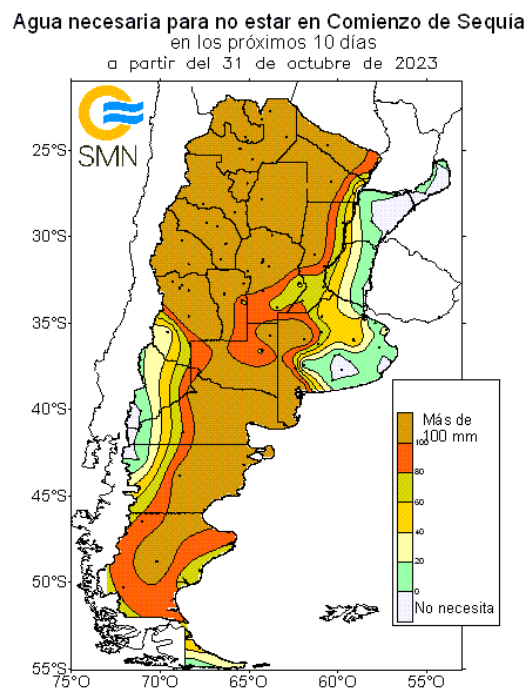 Agua necesaria para no estar en Comienzo de Sequía
en los próximos 10 días
a partir del 31 de octubre de 2023
SMN
25°S
30°S
35°S
40°S
45°S
50°S
55°S
75°O
70°O
65°O
60°O
55°O
Más de
100 mm
100
80
60
40
20
0
No necesita